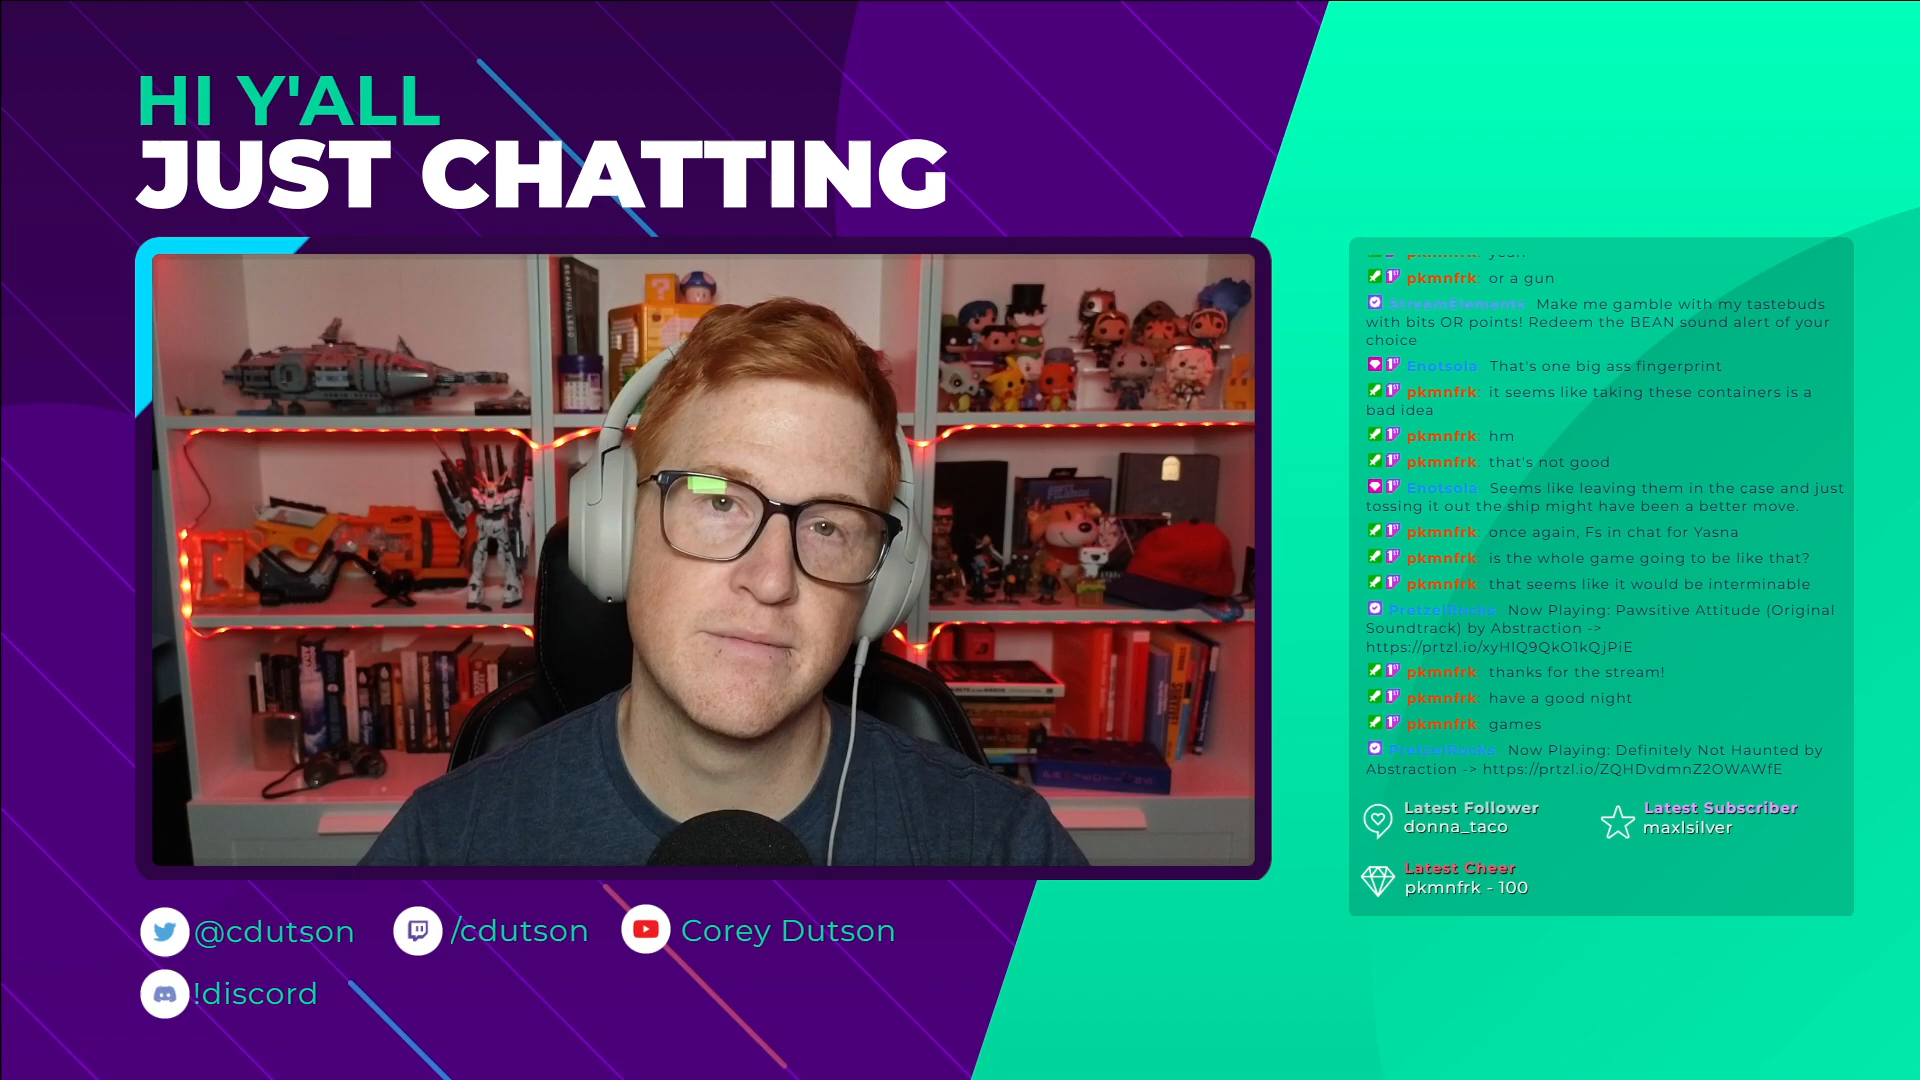 HI Y'ALL
JUST CHATTING
pkmnfrk: yeah
pkmnfrk: or a gun
StreamElements: Make me gamble with my tastebuds
with bits OR points! Redeem the BEAN sound alert of your
choice
Enotsola: That's one big ass fingerprint
pkmnfrk: it seems like taking these containers is a
bad idea
pkmnfrk: hm
pkmnfrk: that's not good
Enotsola: Seems like leaving them in the case and just
tossing it out the ship might have been a better move.
pkmnfrk: once again, Fs in chat for Yasna
pkmnfrk: is the whole game going to be like that?
pkmnfrk: that seems like it would be interminable
PretzelRocks: Now Playing: Pawsitive Attitude (Original
Soundtrack) by Abstraction ->
https://prtzl.io/xyHlQ9QkO1kQjPiE
pkmnfrk: thanks for the stream!
pkmnfrk: have a good night
pkmnfrk: games
PretzelRocks: Now Playing: Definitely Not Haunted by
Abstraction -> https://prtzl.io/ZQHDvdmnZ2OWAWfE
Latest Follower
donna_taco
Latest Subscriber
maxlsilver
Latest Cheer
pkmnfrk - 100
@cdutson
/cdutson
Corey Dutson
!discord